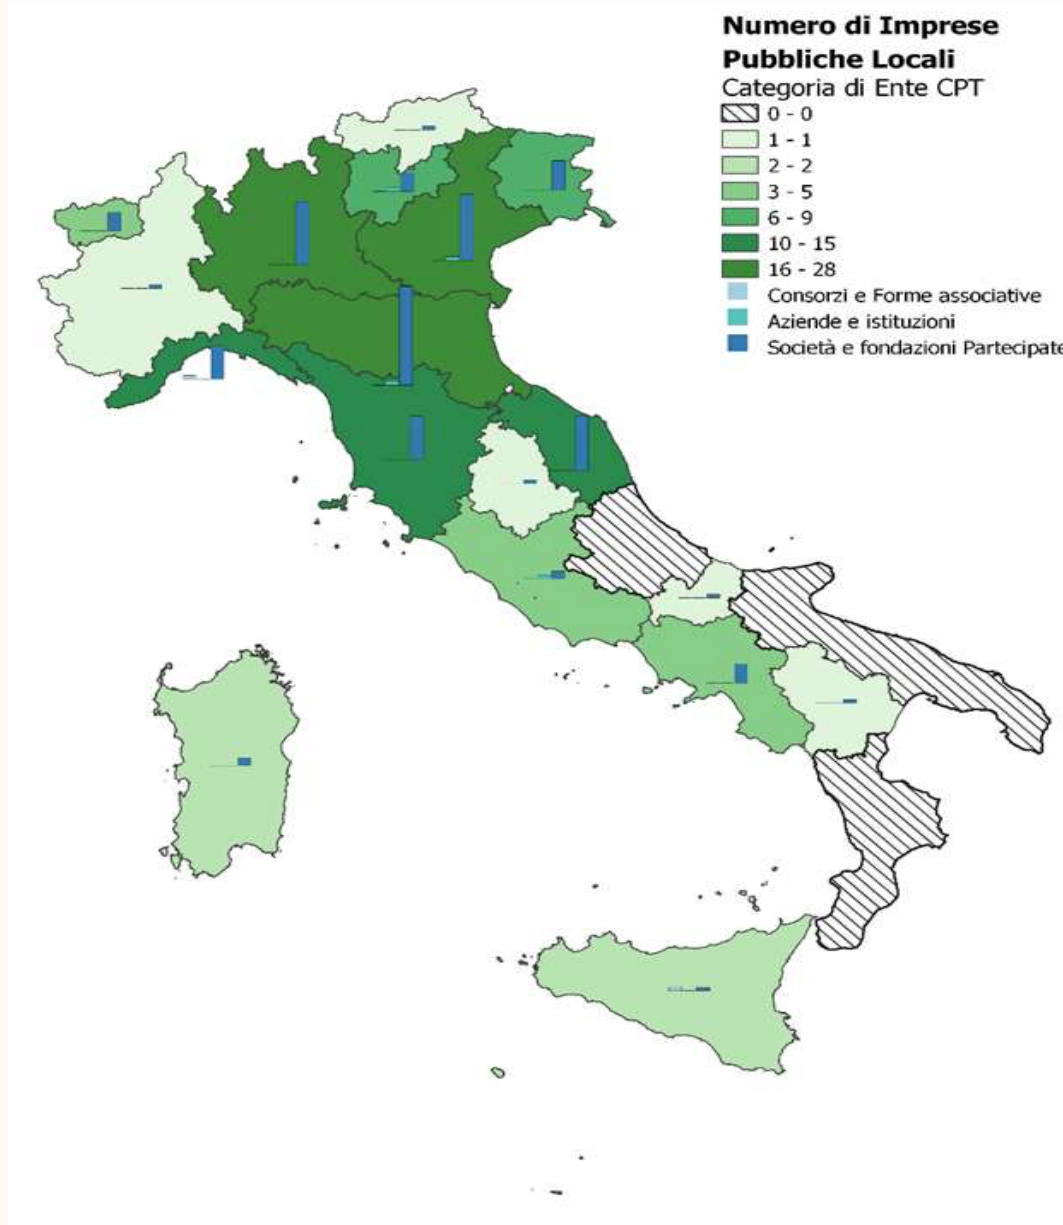 Numero di Imprese
Pubbliche Locali
Categoria di Ente CPT
0 - 0
1 - 1
2 - 2
3 - 5
6 - 9
10 - 15
16 - 28
Consorzi e Forme associative
Aziende e istituzioni
Società e fondazioni Partecipate